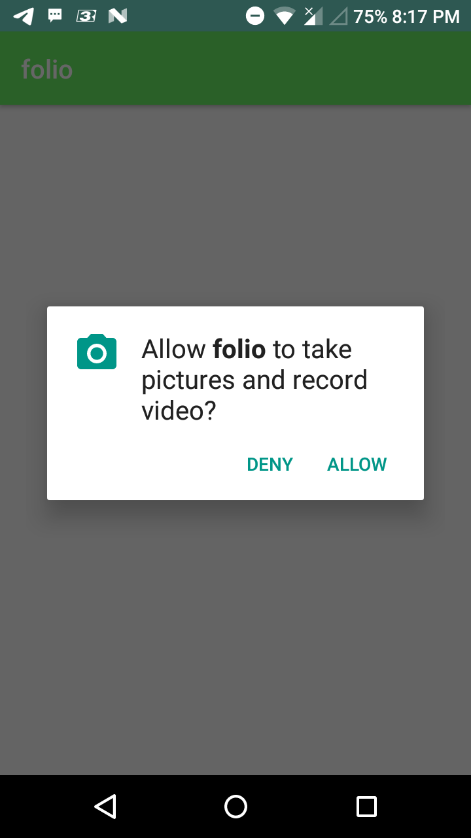 75% 8:17 PM
folio
Allow folio to take
pictures and record
video?
DENY ALLOW